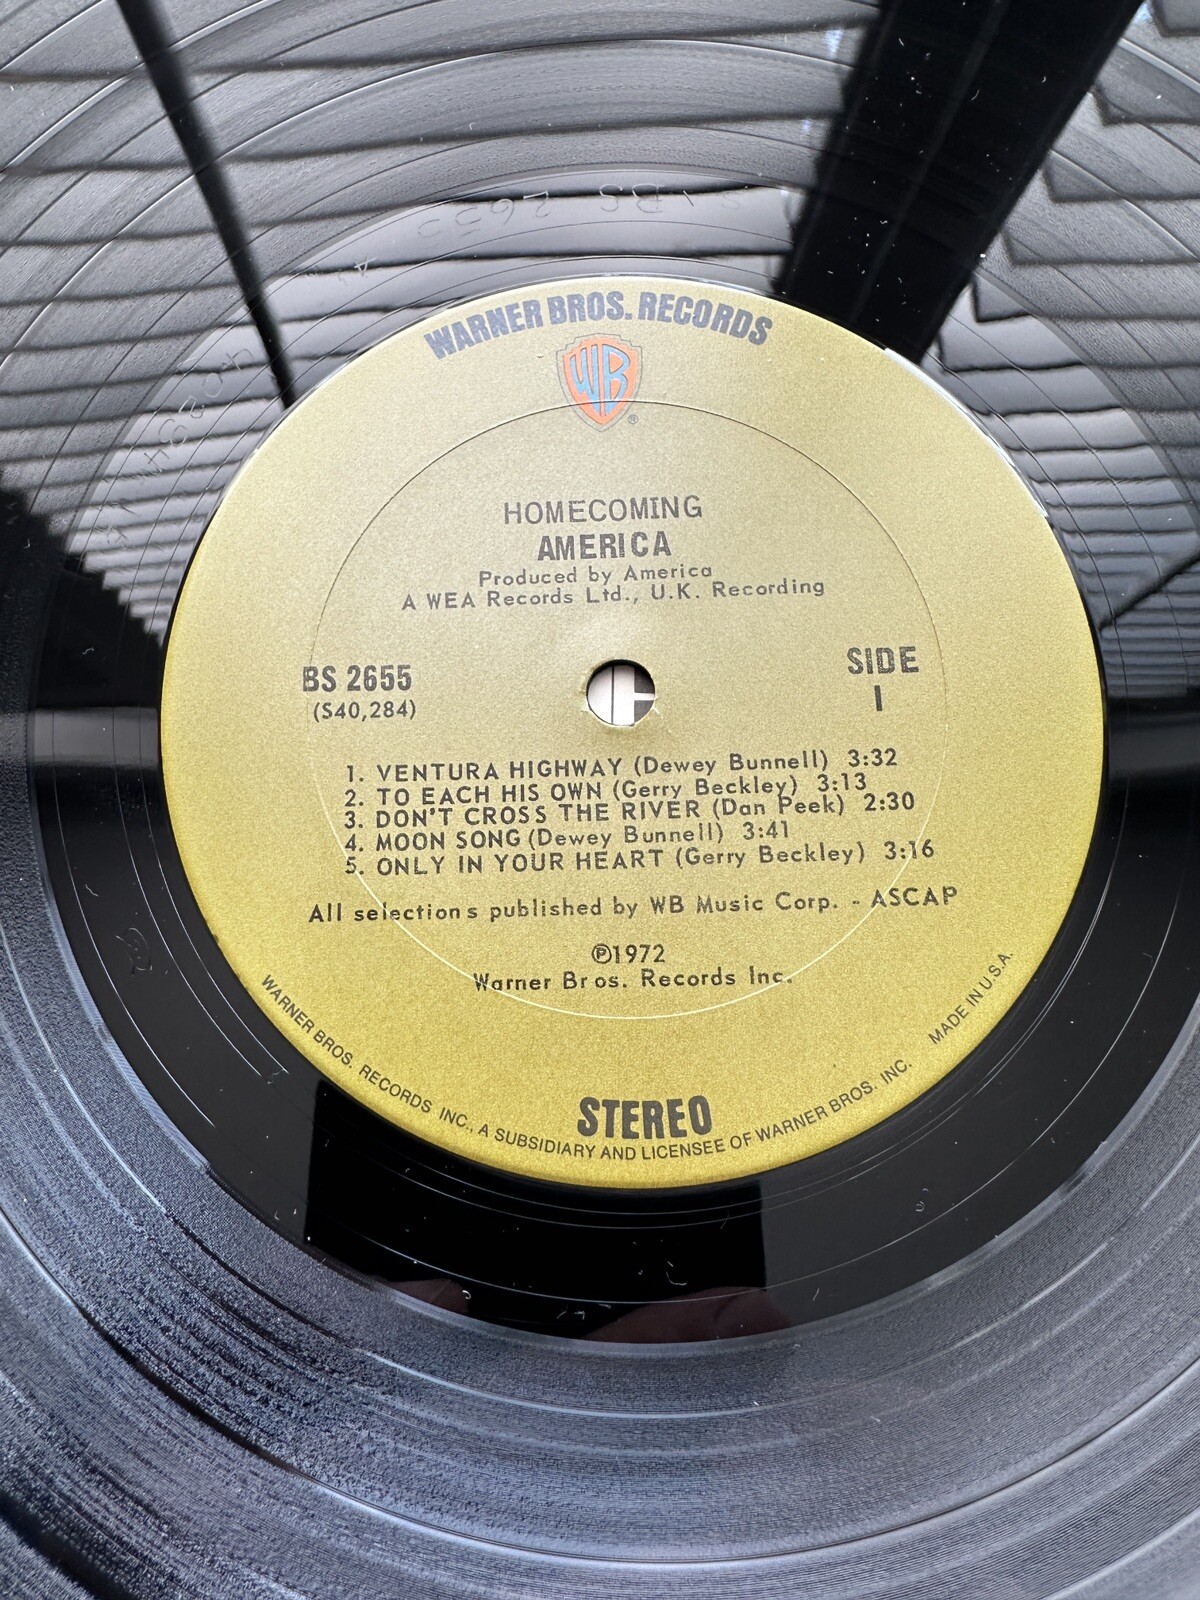 WARNER BROS. RECORDS
WB
®
HOMECOMING
AMERICA
Produced by America
A WEA Records Ltd., U.K. Recording
BS 2655
(S40,284)
SIDE
1
1. VENTURA HIGHWAY (Dewey Bunnell) 3:32
2. TO EACH HIS OWN (Gerry Beckley) 3:13
3. DON'T CROSS THE RIVER (Dan Peek) 2:30
4. MOON SONG (Dewey Bunnell) 3:41
5. ONLY IN YOUR HEART (Gerry Beckley) 3:16
All selections published by WB Music Corp. - ASCAP
℗1972
Warner Bros. Records Inc.
STEREO
WARNER BROS. RECORDS INC., A SUBSIDIARY AND LICENSEE OF WARNER BROS. INC. MADE IN U.S.A.
BS 2655